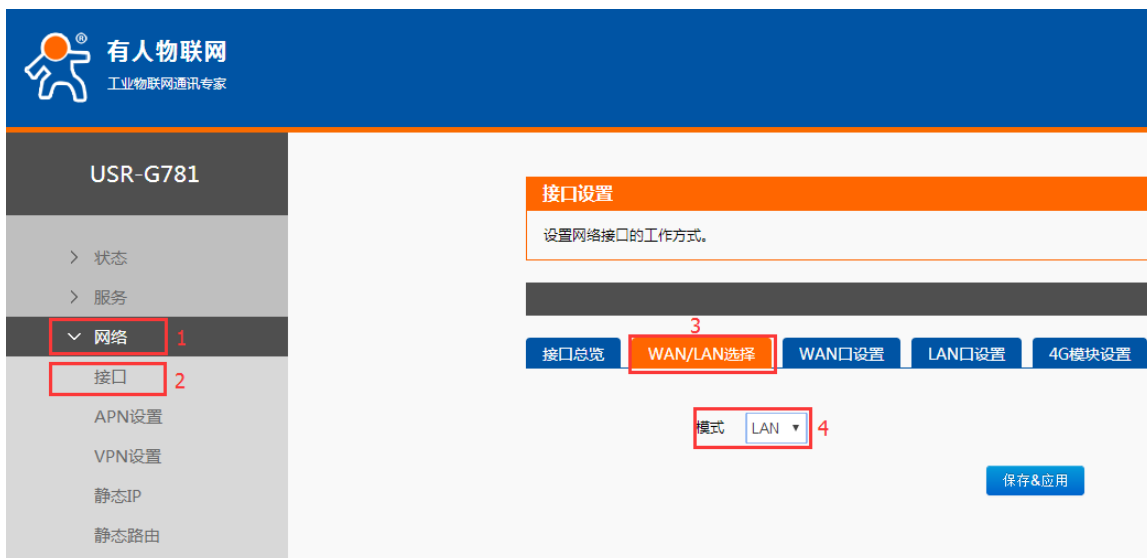 ®
有人物联网
工业物联网通讯专家
USR-G781
状态
服务
网络 1
接口 2
APN设置
VPN设置
静态IP
静态路由
接口设置
设置网络接口的工作方式。
3
接口总览 WAN/LAN选择 WAN口设置 LAN口设置 4G模块设置
模式 LAN 4
保存&应用